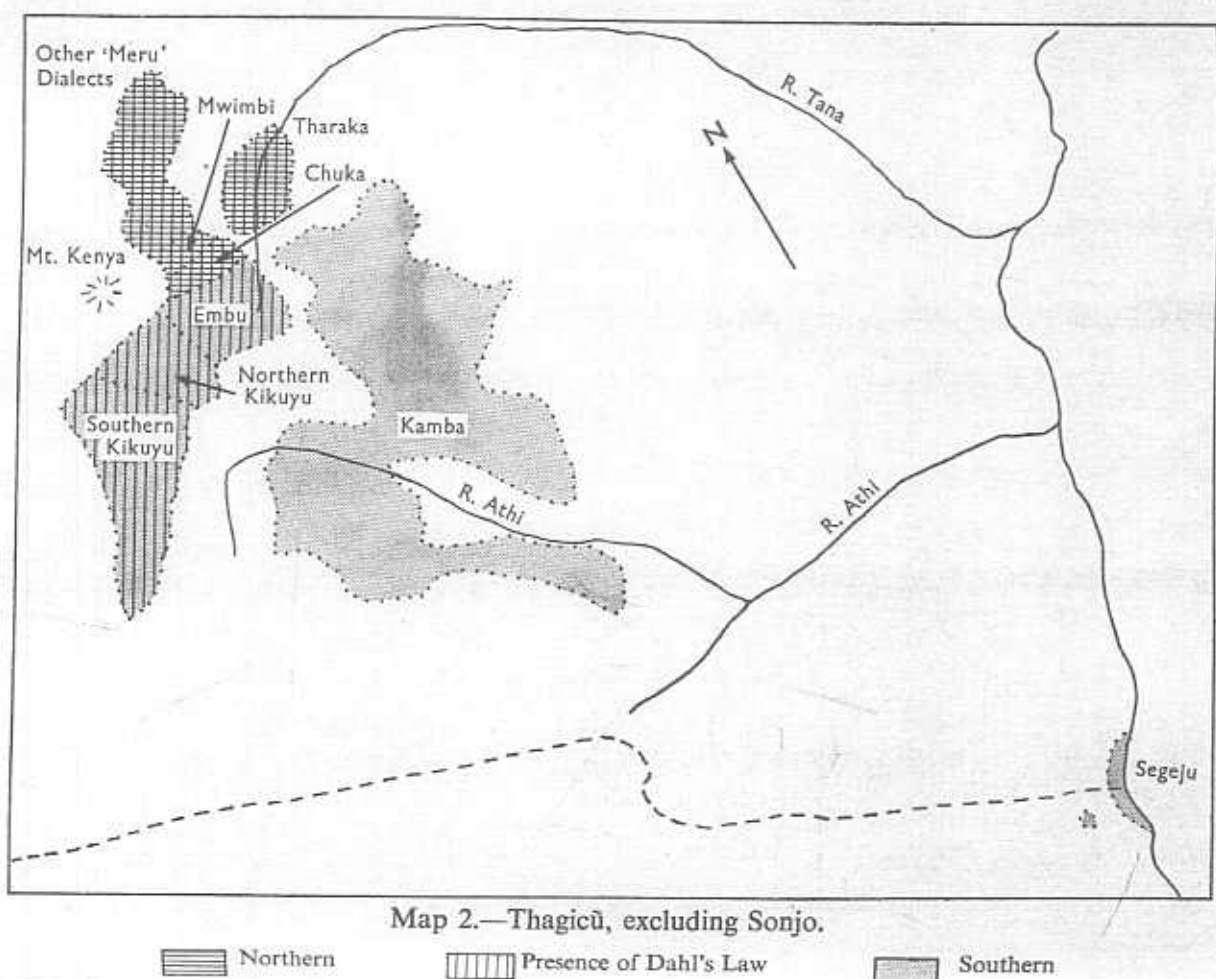 Other 'Meru'
Dialects
Mwimbi
Tharaka
Chuka
Mt. Kenya
Embu
Northern
Kikuyu
Southern
Kikuyu
Kamba
R. Tana
N
R. Athi
R. Athi
Segeju
Map 2.—Thagicũ, excluding Sonjo.
Northern
Presence of Dahl's Law
Southern